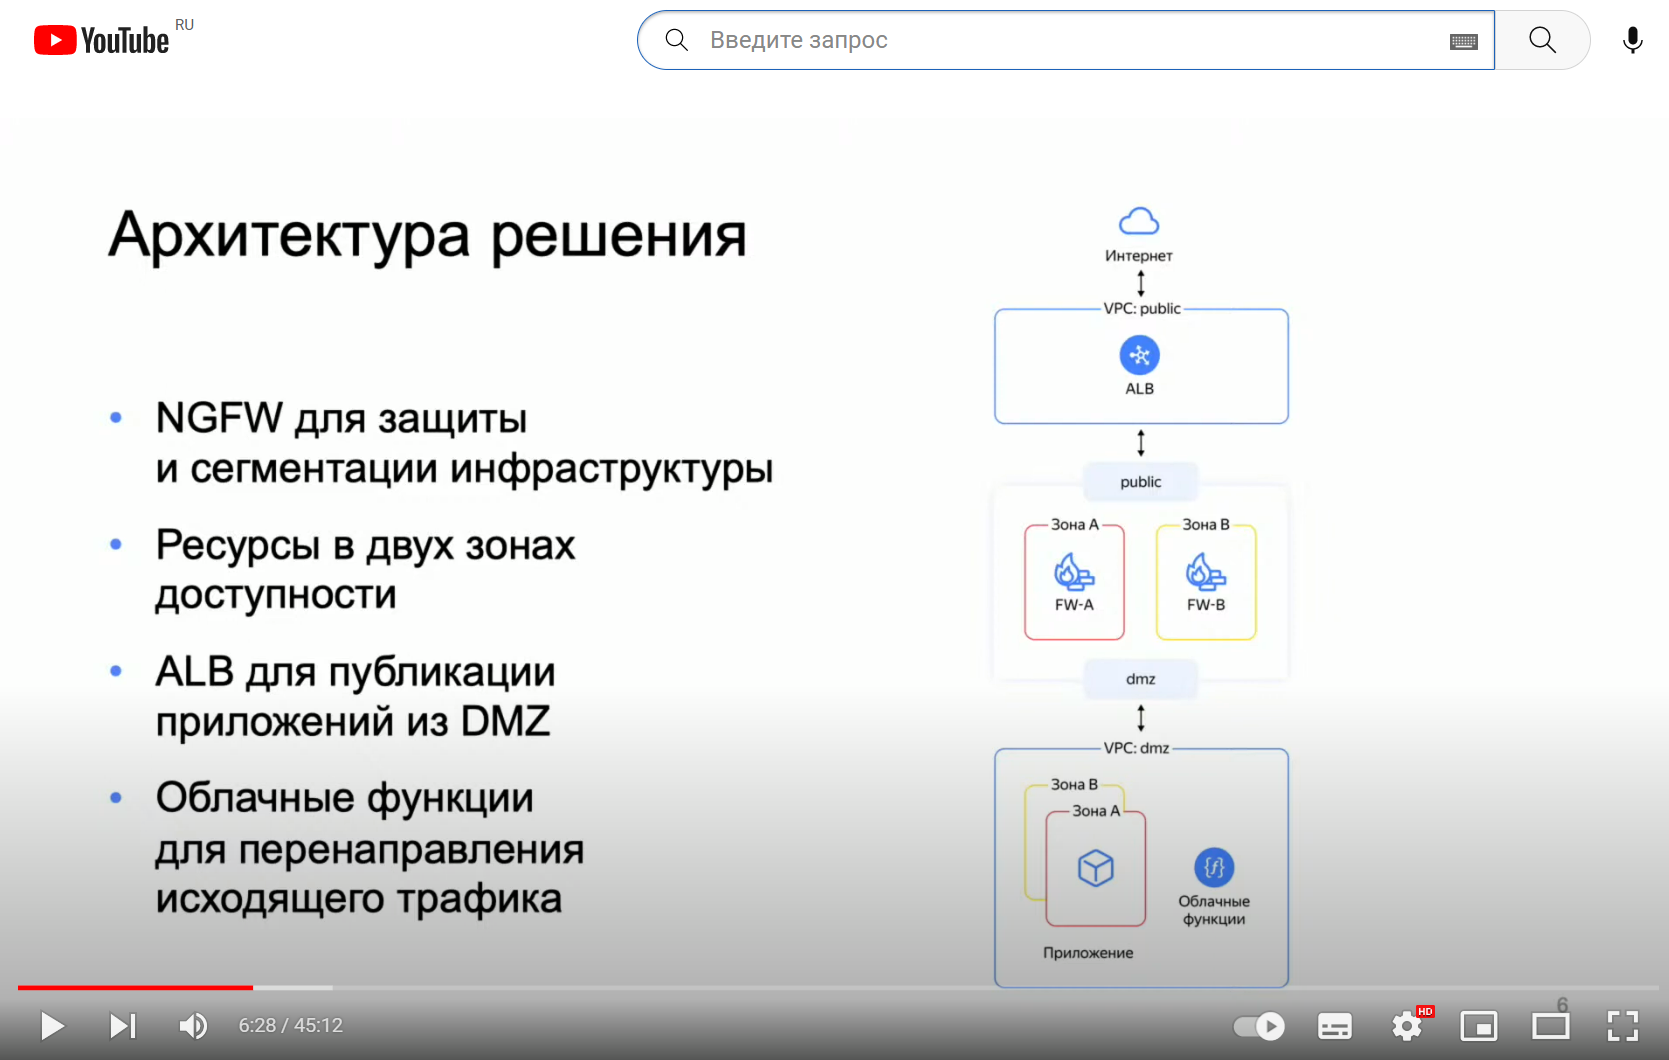 YouTube RU
Введите запрос
Архитектура решения
NGFW для защиты
и сегментации инфраструктуры
Ресурсы в двух зонах
доступности
ALB для публикации
приложений из DMZ
Облачные функции
для перенаправления
исходящего трафика
Интернет
VPC: public
ALB
public
Зона A
Зона B
FW-A
FW-B
dmz
VPC: dmz
Зона B
Зона A
Облачные
функции
Приложение
6
6:28 / 45:12
HD